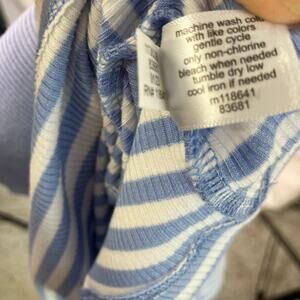 machine wash cold
with like colors
gentle cycle
only non-chlorine
bleach when needed
tumble dry low
cool iron if needed
m118641
83681